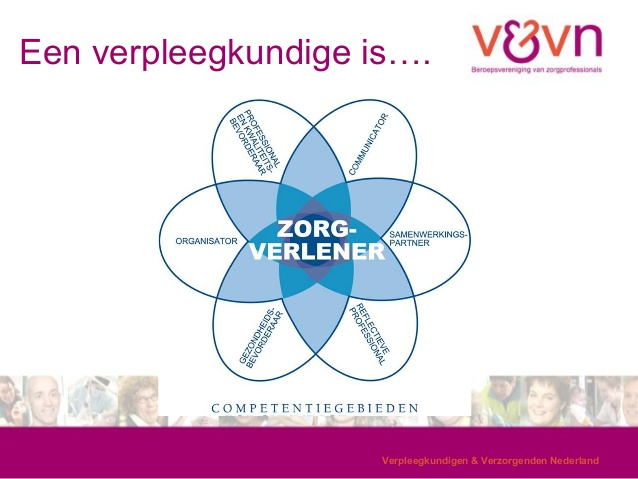 Een verpleegkundige is….
v&vn
Beroepsvereniging van zorgprofessionals
PROFESSIONAL
EN KWALITEITS-
BEVORDERAAR
COMMUNICATOR
ORGANISATOR
ZORG-
VERLENER
SAMENWERKINGS-
PARTNER
GEZONDHEIDS-
BEVORDERAAR
REFLECTIEVE
PROFESSIONAL
COMPETENTIEGEBIEDEN
Verpleegkundigen & Verzorgenden Nederland